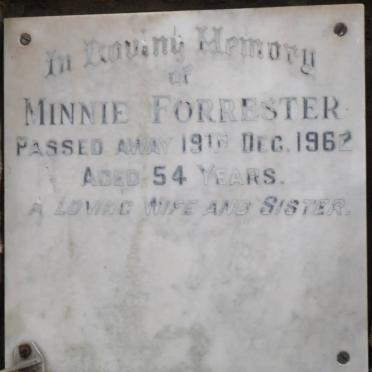 In Loving Memory
of
MINNIE FORRESTER
PASSED AWAY 19TH DEC. 1962
AGED 54 YEARS.
A LOVING WIFE AND SISTER.